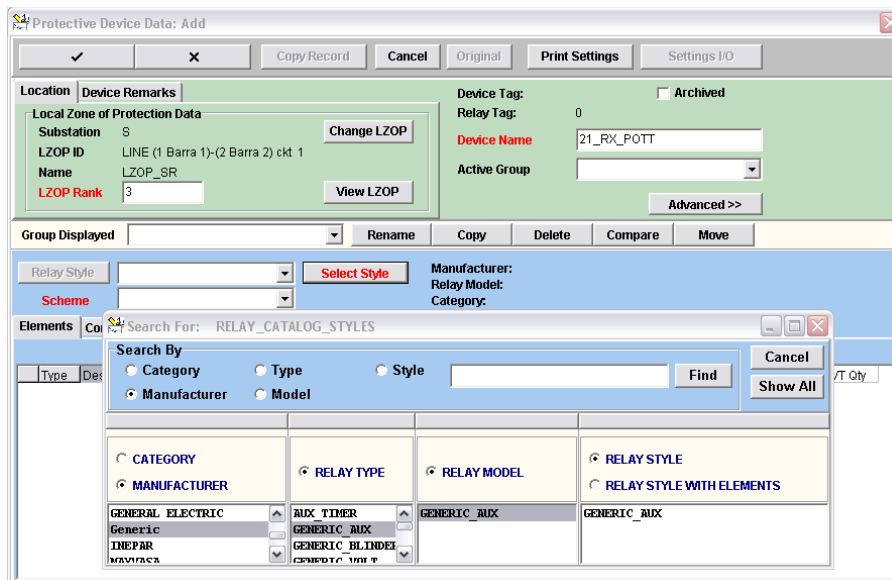 Protective Device Data: Add
Copy Record Cancel Original Print Settings Settings I/O
Location Device Remarks
Device Tag: Archived
Local Zone of Protection Data
Relay Tag: 0
Substation S Change LZOP
Device Name 21_RX_POTT
LZOP ID LINE (1 Barra 1)-(2 Barra 2) ckt 1
Name LZOP_SR
Active Group
LZOP Rank 3 View LZOP
Advanced >>
Group Displayed Rename Copy Delete Compare Move
Relay Style Select Style Manufacturer:
Relay Model:
Scheme Category:
Elements
Search For: RELAY_CATALOG_STYLES
Search By
Category Type Style Find Cancel
Manufacturer Model Show All
Type Des /T Qty
CATEGORY
MANUFACTURER
RELAY TYPE
RELAY MODEL
RELAY STYLE
RELAY STYLE WITH ELEMENTS
GENERAL ELECTRIC AUX_TIMER GENERIC_AUX GENERIC_AUX
Generic GENERIC_AUX
INEPAR GENERIC_BLINDER
GENERIC_VOLT